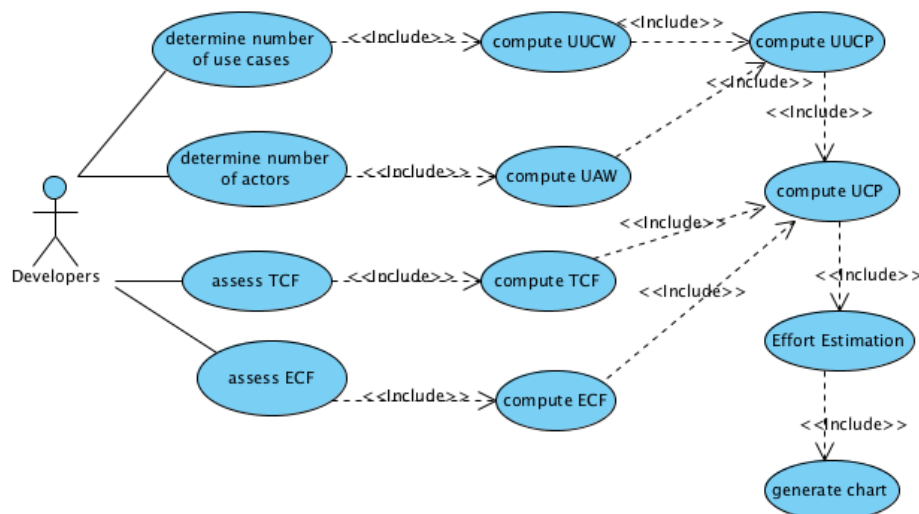 determine number
of use cases
<<Include>>
compute UUCW
<<Include>>
compute UUCP
<<Include>>
<<Include>>
determine number
of actors
<<Include>>
compute UAW
compute UCP
<<Include>>
Developers
assess TCF
<<Include>>
compute TCF
<<Include>>
<<Include>>
Effort Estimation
assess ECF
<<Include>>
compute ECF
<<Include>>
generate chart